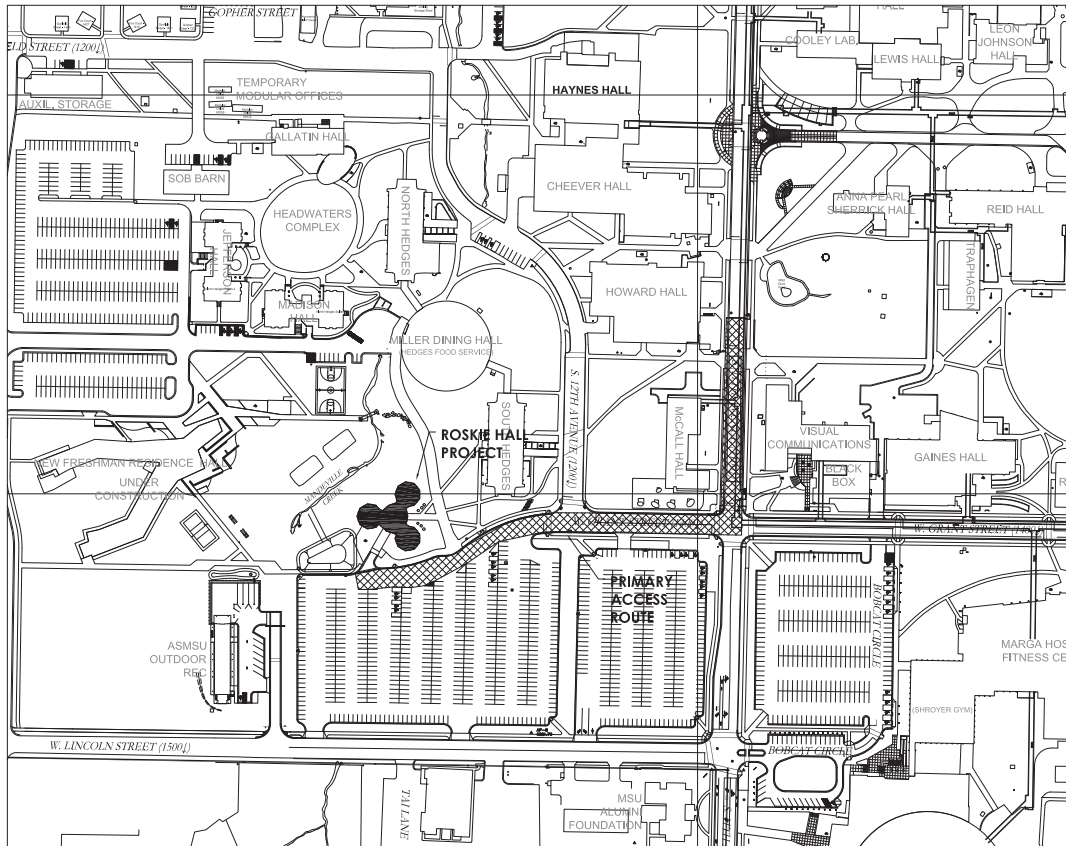 GOPHER STREET
HALL
LEON
JOHNSON
HALL
COOLEY LAB
LEWIS HALL
ELD STREET (1200
TEMPORARY
MODULAR OFFICES
HAYNES HALL
AUXIL. STORAGE
GALLATIN HALL
SOB BARN
CHEEVER HALL
NORTH HEDGES
ANNA PEARL
SHERRICK HALL
REID HALL
HEADWATERS
COMPLEX
JEFFERSON
HALL
TRAPHAGEN
HOWARD HALL
MADISON
HALL
MILLER DINING HALL
(HEDGES FOOD SERVICE)
S. 12TH AVENUE (1200
McCALL HALL
SOUTH HEDGES
ROSKIE HALL
PROJECT
VISUAL
COMMUNICATIONS
BLACK
BOX
GAINES HALL
NEW FRESHMAN RESIDENCE HALL
UNDER
CONSTRUCTION
MANDEVILLE
CREEK
R
W. GRANT STREET (1400
PRIMARY
ACCESS
ROUTE
BOBCAT CIRCLE
ASMSU
OUTDOOR
REC
MARGA HOS
FITNESS CE
(SHROYER GYM)
W. LINCOLN STREET (1500
BOBCAT CIRCLE
TAI LANE
MSU
ALUMNI
FOUNDATION